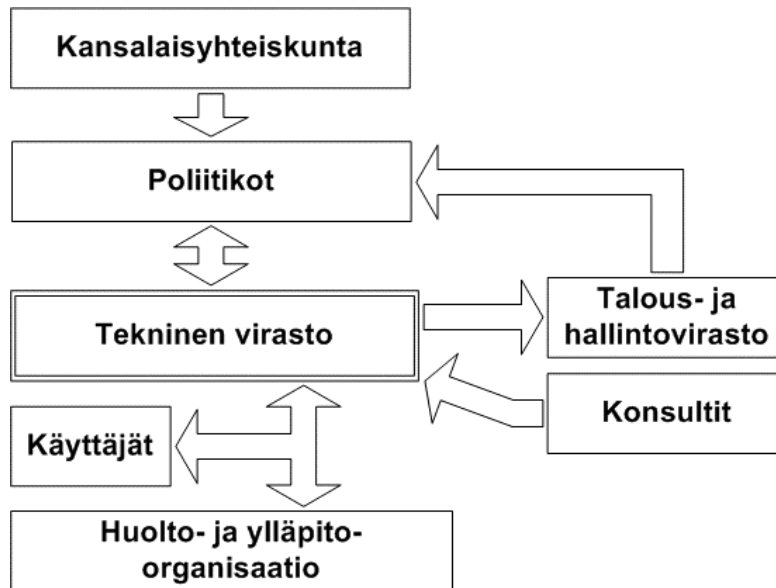 Kansalaisyhteiskunta
Poliitikot
Tekninen virasto
Talous- ja
hallintovirasto
Konsultit
Käyttäjät
Huolto- ja ylläpito-
organisaatio